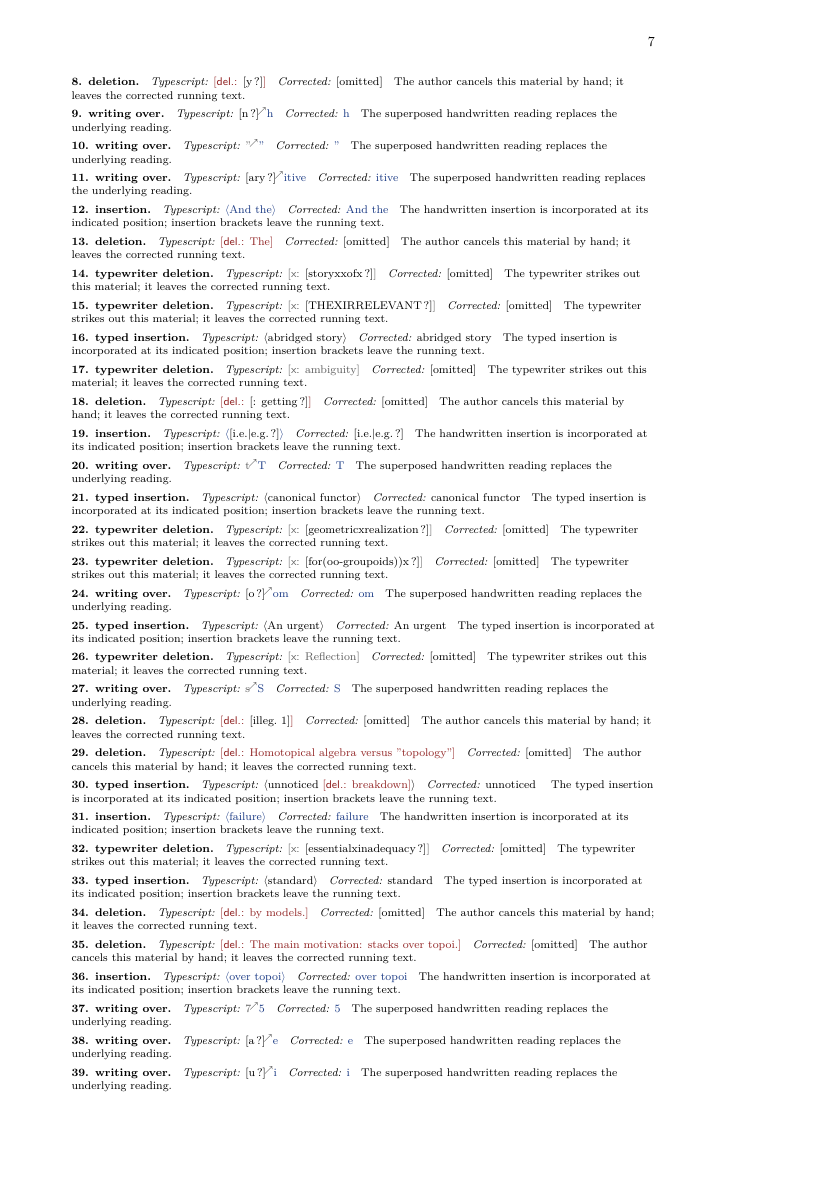 7
8. deletion. Typescript: [del.: [y ?]] Corrected: [omitted] The author cancels this material by hand; it
leaves the corrected running text.
9. writing over. Typescript: [n ?]↗h Corrected: h The superposed handwritten reading replaces the
underlying reading.
10. writing over. Typescript: ”↗” Corrected: ” The superposed handwritten reading replaces the
underlying reading.
11. writing over. Typescript: [ary ?]↗itive Corrected: itive The superposed handwritten reading replaces
the underlying reading.
12. insertion. Typescript: ⟨And the⟩ Corrected: And the The handwritten insertion is incorporated at its
indicated position; insertion brackets leave the running text.
13. deletion. Typescript: [del.: The] Corrected: [omitted] The author cancels this material by hand; it
leaves the corrected running text.
14. typewriter deletion. Typescript: [x: [storyxxofx ?]] Corrected: [omitted] The typewriter strikes out
this material; it leaves the corrected running text.
15. typewriter deletion. Typescript: [x: [THEXIRRELEVANT ?]] Corrected: [omitted] The typewriter
strikes out this material; it leaves the corrected running text.
16. typed insertion. Typescript: ⟨abridged story⟩ Corrected: abridged story The typed insertion is
incorporated at its indicated position; insertion brackets leave the running text.
17. typewriter deletion. Typescript: [x: ambiguity] Corrected: [omitted] The typewriter strikes out this
material; it leaves the corrected running text.
18. deletion. Typescript: [del.: [: getting ?]] Corrected: [omitted] The author cancels this material by
hand; it leaves the corrected running text.
19. insertion. Typescript: ⟨[i.e.|e.g. ?]⟩ Corrected: [i.e.|e.g. ?] The handwritten insertion is incorporated at
its indicated position; insertion brackets leave the running text.
20. writing over. Typescript: t↗T Corrected: T The superposed handwritten reading replaces the
underlying reading.
21. typed insertion. Typescript: ⟨canonical functor⟩ Corrected: canonical functor The typed insertion is
incorporated at its indicated position; insertion brackets leave the running text.
22. typewriter deletion. Typescript: [x: [geometricxrealization ?]] Corrected: [omitted] The typewriter
strikes out this material; it leaves the corrected running text.
23. typewriter deletion. Typescript: [x: [for(oo-groupoids))x ?]] Corrected: [omitted] The typewriter
strikes out this material; it leaves the corrected running text.
24. writing over. Typescript: [o ?]↗om Corrected: om The superposed handwritten reading replaces the
underlying reading.
25. typed insertion. Typescript: ⟨An urgent⟩ Corrected: An urgent The typed insertion is incorporated at
its indicated position; insertion brackets leave the running text.
26. typewriter deletion. Typescript: [x: Reflection] Corrected: [omitted] The typewriter strikes out this
material; it leaves the corrected running text.
27. writing over. Typescript: s↗S Corrected: S The superposed handwritten reading replaces the
underlying reading.
28. deletion. Typescript: [del.: [illeg. 1]] Corrected: [omitted] The author cancels this material by hand; it
leaves the corrected running text.
29. deletion. Typescript: [del.: Homotopical algebra versus ”topology”] Corrected: [omitted] The author
cancels this material by hand; it leaves the corrected running text.
30. typed insertion. Typescript: ⟨unnoticed [del.: breakdown]⟩ Corrected: unnoticed The typed insertion
is incorporated at its indicated position; insertion brackets leave the running text.
31. insertion. Typescript: ⟨failure⟩ Corrected: failure The handwritten insertion is incorporated at its
indicated position; insertion brackets leave the running text.
32. typewriter deletion. Typescript: [x: [essentialxinadequacy ?]] Corrected: [omitted] The typewriter
strikes out this material; it leaves the corrected running text.
33. typed insertion. Typescript: ⟨standard⟩ Corrected: standard The typed insertion is incorporated at
its indicated position; insertion brackets leave the running text.
34. deletion. Typescript: [del.: by models.] Corrected: [omitted] The author cancels this material by hand;
it leaves the corrected running text.
35. deletion. Typescript: [del.: The main motivation: stacks over topoi.] Corrected: [omitted] The author
cancels this material by hand; it leaves the corrected running text.
36. insertion. Typescript: ⟨over topoi⟩ Corrected: over topoi The handwritten insertion is incorporated at
its indicated position; insertion brackets leave the running text.
37. writing over. Typescript: 7↗5 Corrected: 5 The superposed handwritten reading replaces the
underlying reading.
38. writing over. Typescript: [a ?]↗e Corrected: e The superposed handwritten reading replaces the
underlying reading.
39. writing over. Typescript: [u ?]↗i Corrected: i The superposed handwritten reading replaces the
underlying reading.